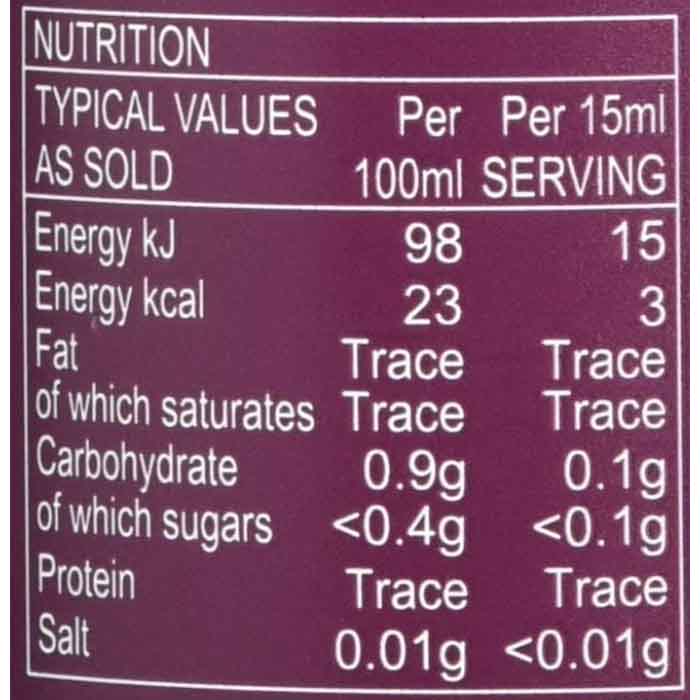 NUTRITION
TYPICAL VALUES Per Per 15ml
AS SOLD 100ml SERVING
Energy kJ 98 15
Energy kcal 23 3
Fat Trace Trace
of which saturates Trace Trace
Carbohydrate 0.9g 0.1g
of which sugars <0.4g <0.1g
Protein Trace Trace
Salt 0.01g <0.01g